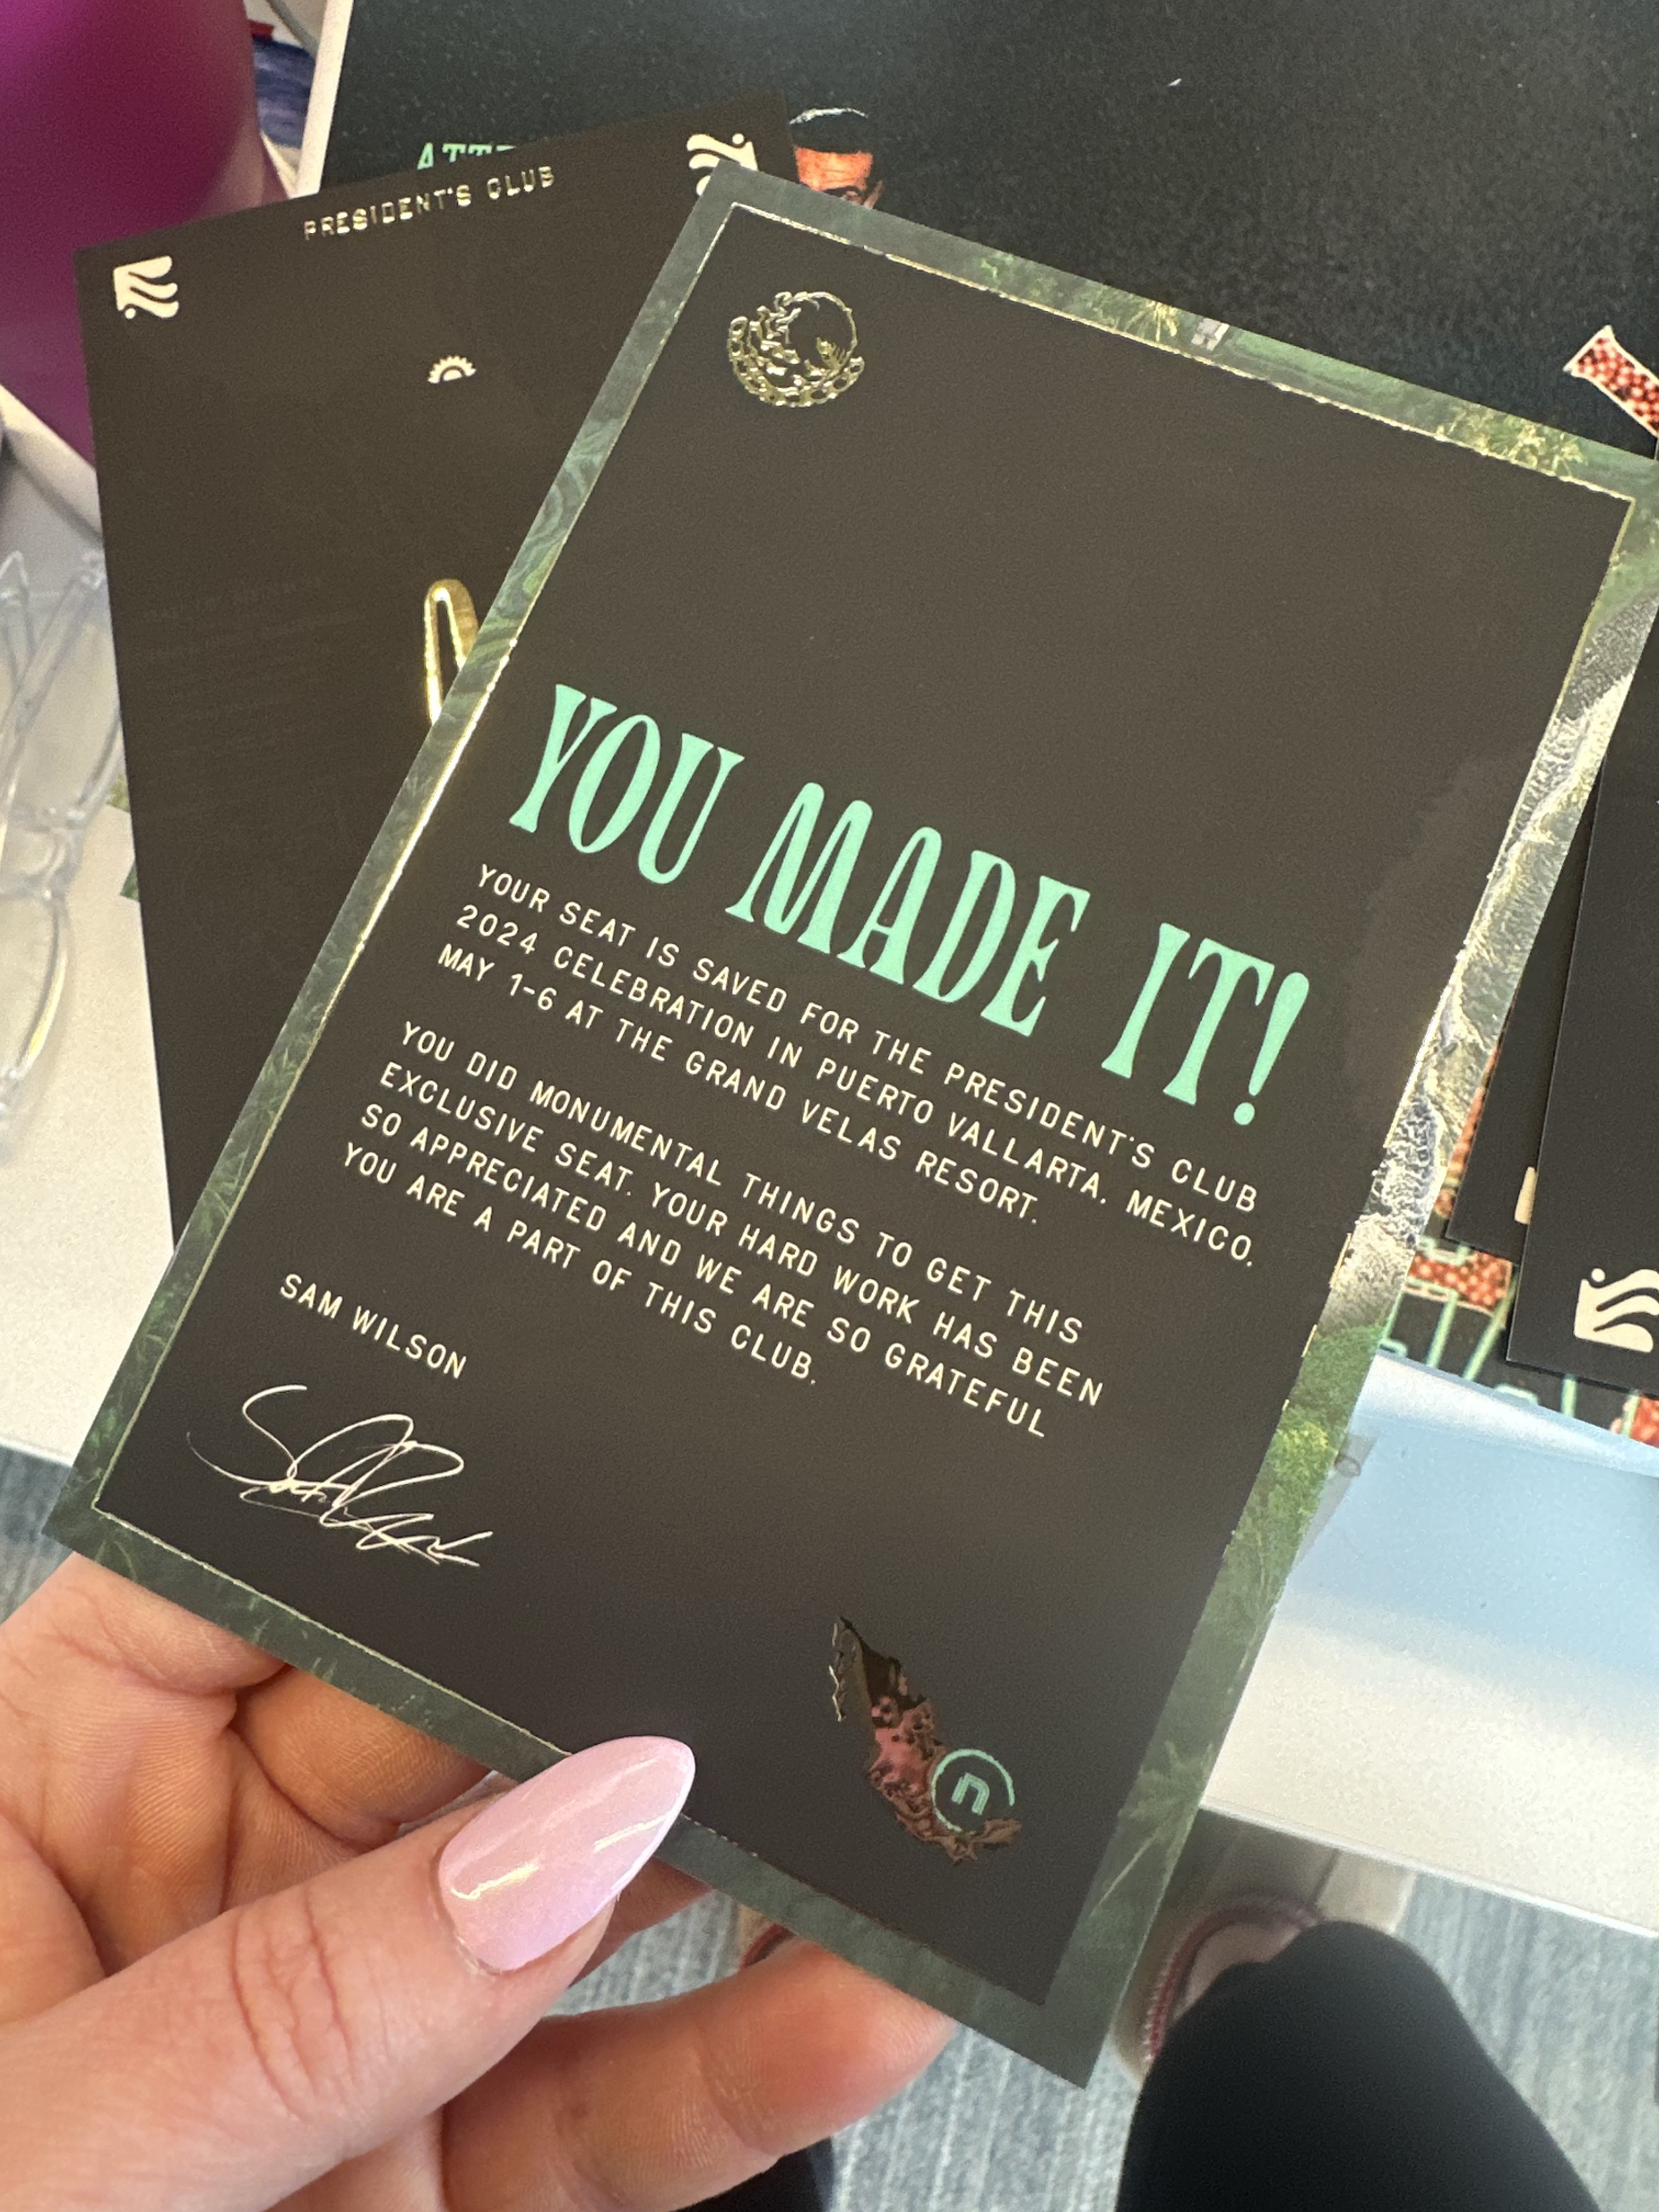 PRESIDENT'S CLUB
YOU MADE IT!
YOUR SEAT IS SAVED FOR THE PRESIDENT'S CLUB
2024 CELEBRATION IN PUERTO VALLARTA, MEXICO,
MAY 1-6 AT THE GRAND VELAS RESORT.
YOU DID MONUMENTAL THINGS TO GET THIS
EXCLUSIVE SEAT. YOUR HARD WORK HAS BEEN
SO APPRECIATED AND WE ARE SO GRATEFUL
YOU ARE A PART OF THIS CLUB.
SAM WILSON
n